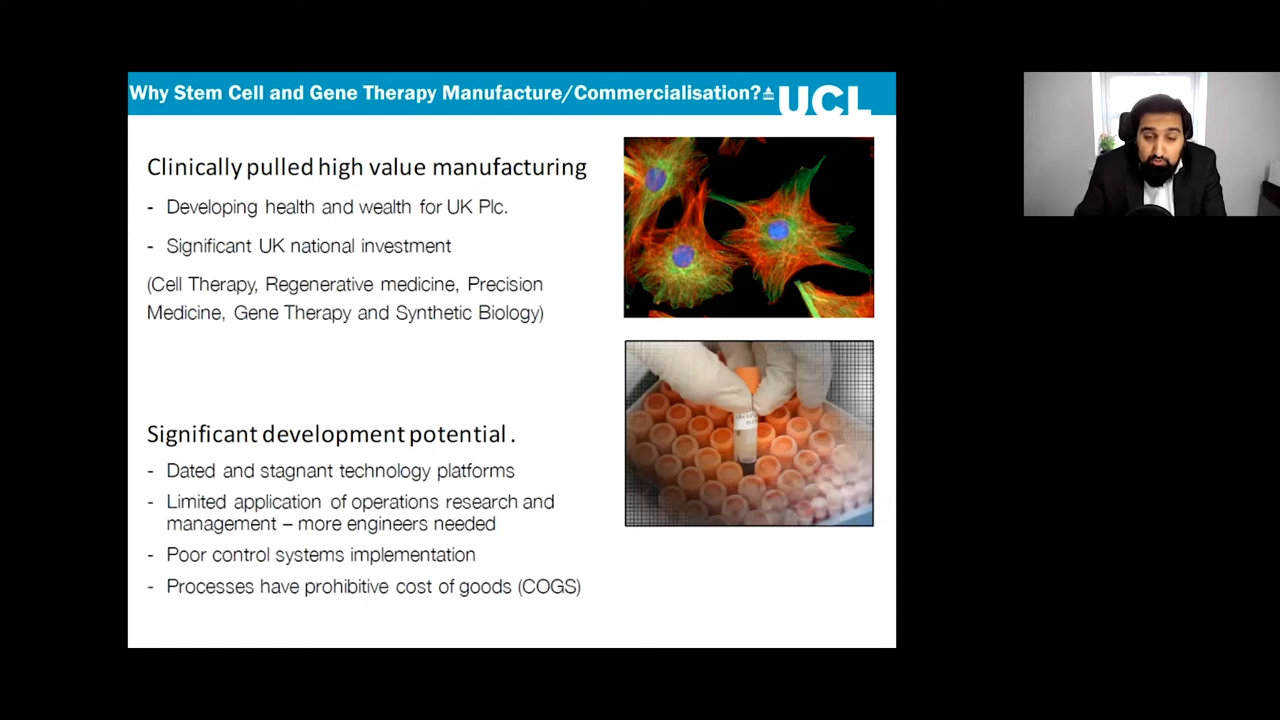 Why Stem Cell and Gene Therapy Manufacture/Commercialisation?
UCL
Clinically pulled high value manufacturing
- Developing health and wealth for UK Plc.
- Significant UK national investment
(Cell Therapy, Regenerative medicine, Precision
Medicine, Gene Therapy and Synthetic Biology)
Significant development potential .
- Dated and stagnant technology platforms
- Limited application of operations research and
management – more engineers needed
- Poor control systems implementation
- Processes have prohibitive cost of goods (COGS)